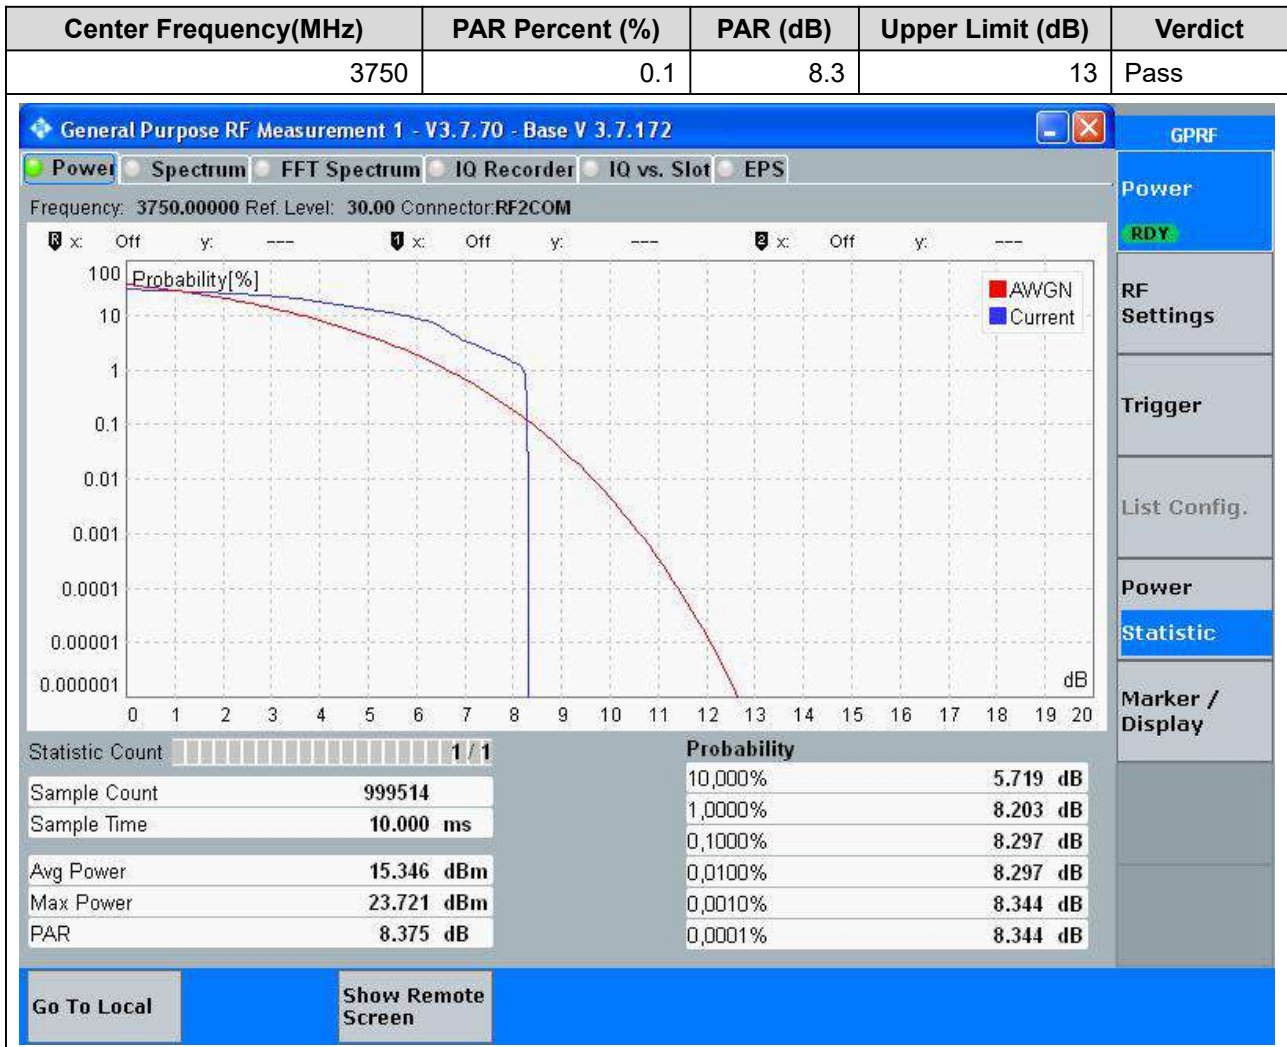 Center Frequency(MHz) PAR Percent (%) PAR (dB) Upper Limit (dB) Verdict
3750 0.1 8.3 13 Pass
General Purpose RF Measurement 1 - V3.7.70 - Base V 3.7.172
GPRF
Power Spectrum FFT Spectrum IQ Recorder IQ vs. Slot EPS
Frequency: 3750.00000 Ref. Level: 30.00 Connector:RF2COM
R x: Off y: --- 1 x: Off y: --- 2 x: Off y: ---
Probability[%]
100
10
1
0.1
0.01
0.001
0.0001
0.00001
0.000001
AWGN
Current
dB
0 1 2 3 4 5 6 7 8 9 10 11 12 13 14 15 16 17 18 19 20
Power
RDY
RF
Settings
Trigger
List Config.
Power
Statistic
Marker /
Display
Statistic Count 1 / 1
Sample Count 999514
Sample Time 10.000 ms
Avg Power 15.346 dBm
Max Power 23.721 dBm
PAR 8.375 dB
Probability
10,000% 5.719 dB
1,0000% 8.203 dB
0,1000% 8.297 dB
0,0100% 8.297 dB
0,0010% 8.344 dB
0,0001% 8.344 dB
Go To Local
Show Remote
Screen